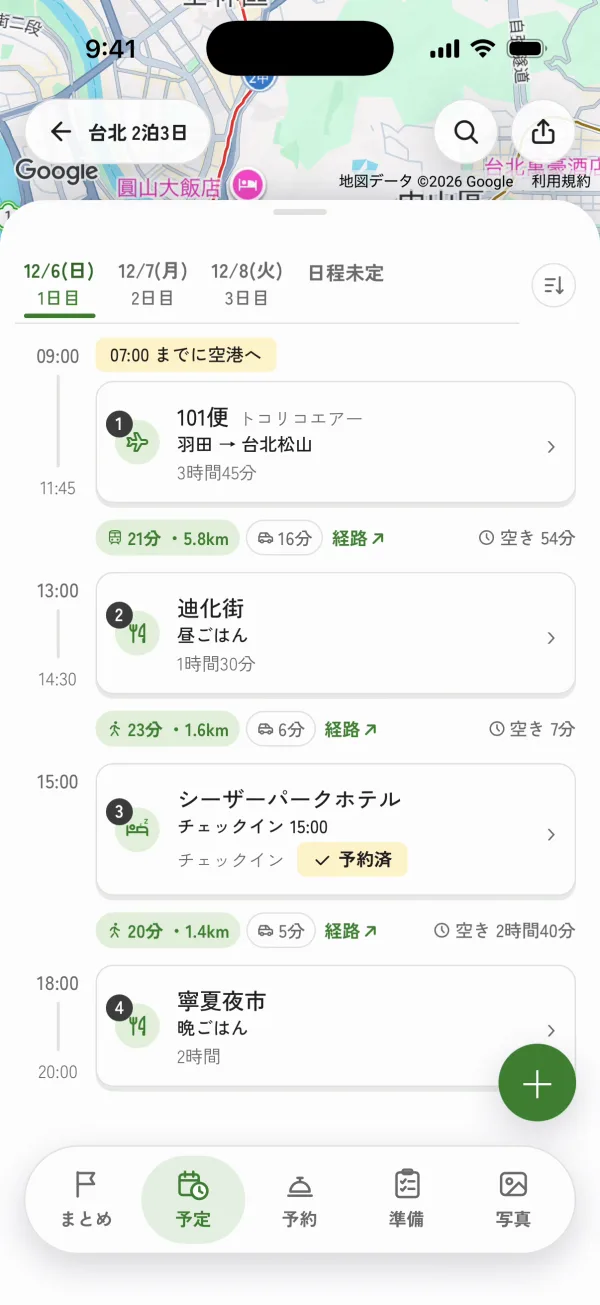 街二段
9:41
台北 2泊3日
Google
圓山大飯店
地図データ ©2026 Google 利用規約
12/6(日) 12/7(月) 12/8(火) 日程未定
1日目 2日目 3日目
09:00 07:00 までに空港へ
1
101便 トコリコエアー
羽田 → 台北松山
3時間45分
11:45
21分 ・5.8km 16分 経路 空き 54分
13:00
2
迪化街
昼ごはん
1時間30分
14:30
23分 ・1.6km 6分 経路 空き 7分
15:00
3
シーザーパークホテル
チェックイン 15:00
チェックイン 予約済
20分 ・1.4km 5分 経路 空き 2時間40分
18:00
4
寧夏夜市
晩ごはん
2時間
20:00
まとめ 予定 予約 準備 写真